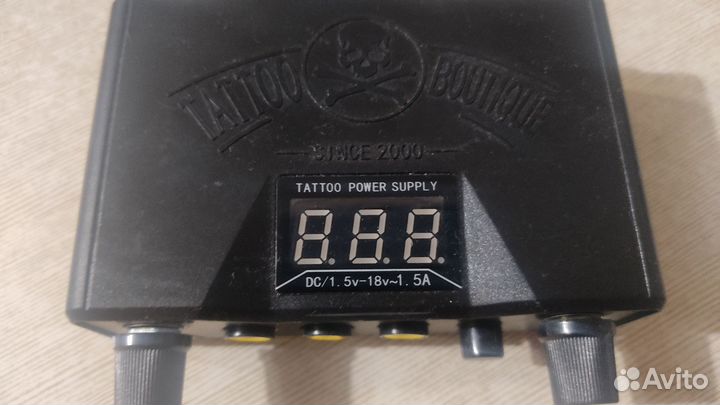 TATTOO BOUTIQUE
SINCE 2000
TATTOO POWER SUPPLY
8.8.8.
DC/1.5v-18v~1.5A
Avito